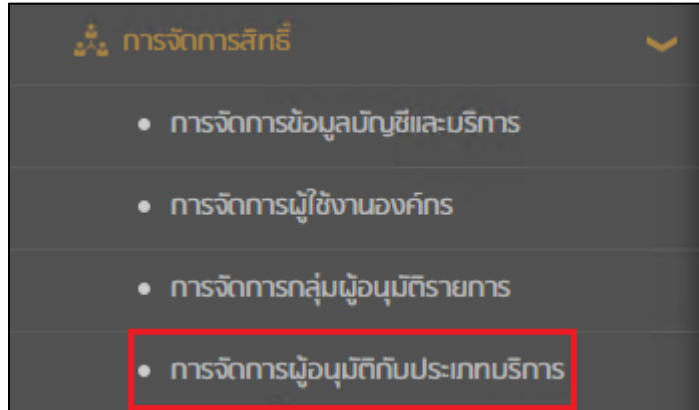 การจัดการสิทธิ์
การจัดการข้อมูลบัญชีและบริการ
การจัดการผู้ใช้งานองค์กร
การจัดการกลุ่มผู้อนุมัติรายการ
การจัดการผู้อนุมัติกับประเภทบริการ